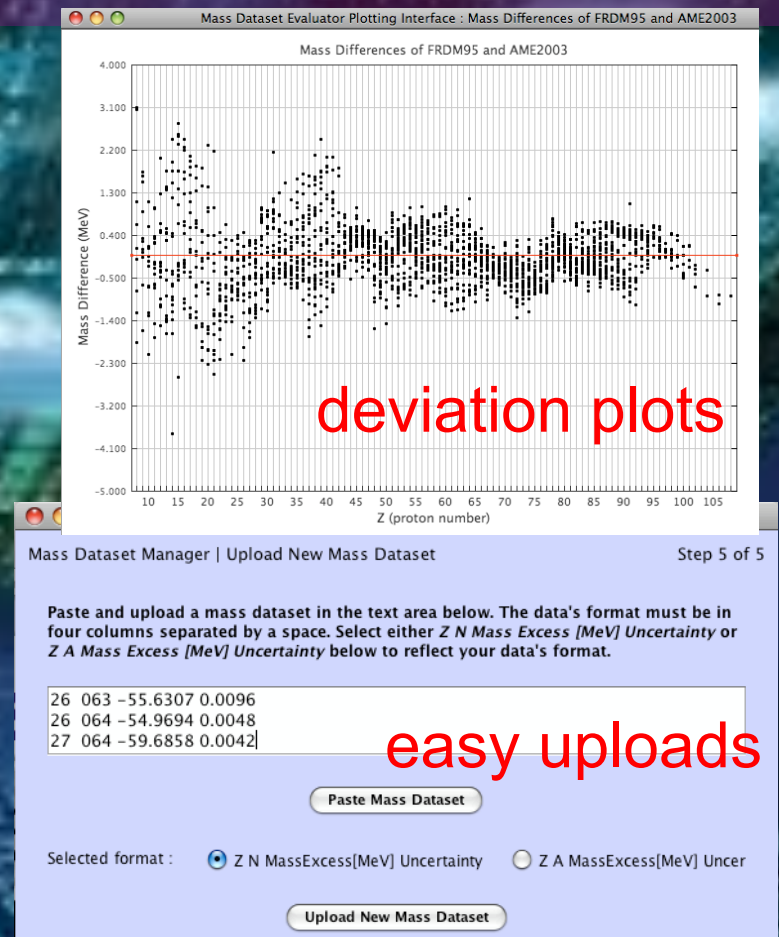 Mass Dataset Evaluator Plotting Interface : Mass Differences of FRDM95 and AME2003
Mass Differences of FRDM95 and AME2003
4.000
3.100
2.200
1.300
0.400
-0.500
-1.400
-2.300
-3.200
-4.100
-5.000
Mass Difference (MeV)
10 15 20 25 30 35 40 45 50 55 60 65 70 75 80 85 90 95 100 105
Z (proton number)
deviation plots
Mass Dataset Manager | Upload New Mass Dataset Step 5 of 5
Paste and upload a mass dataset in the text area below. The data's format must be in
four columns separated by a space. Select either Z N Mass Excess [MeV] Uncertainty or
Z A Mass Excess [MeV] Uncertainty below to reflect your data's format.
26 063 -55.6307 0.0096
26 064 -54.9694 0.0048
27 064 -59.6858 0.0042
easy uploads
Paste Mass Dataset
Selected format : Z N MassExcess[MeV] Uncertainty Z A MassExcess[MeV] Uncer
Upload New Mass Dataset